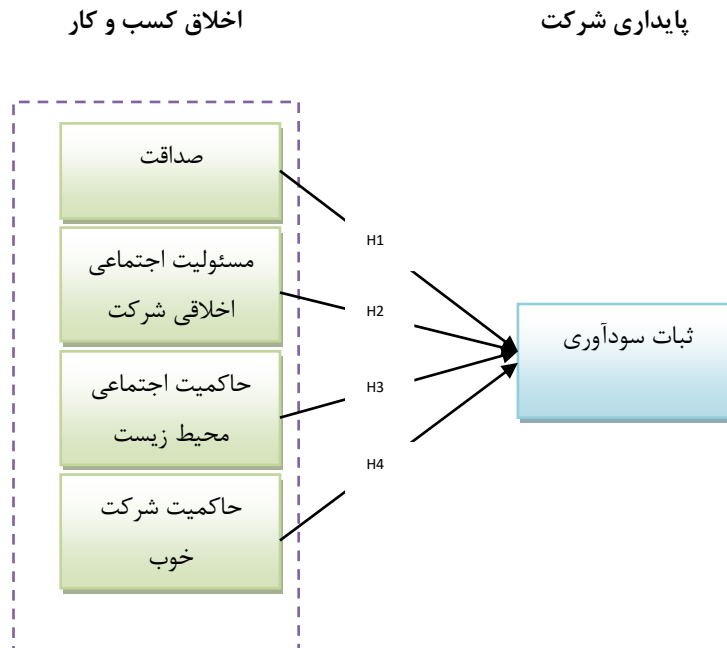 اخلاق کسب و کار
پایداری شرکت
صداقت
مسئولیت اجتماعی
اخلاقی شرکت
حاکمیت اجتماعی
محیط زیست
حاکمیت شرکت
خوب
H1
H2
H3
H4
ثبات سودآوری